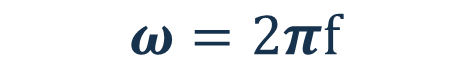 ω = 2πf